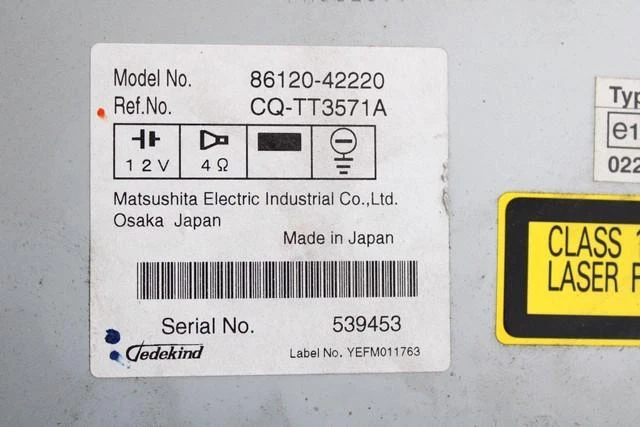 Model No. 86120-42220
Ref.No. CQ-TT3571A
12V 4Ω
Matsushita Electric Industrial Co.,Ltd.
Osaka Japan
Made in Japan
Serial No. 539453
Gedekind Label No. YEFM011763
Typ
e1
022
CLASS 1
LASER P